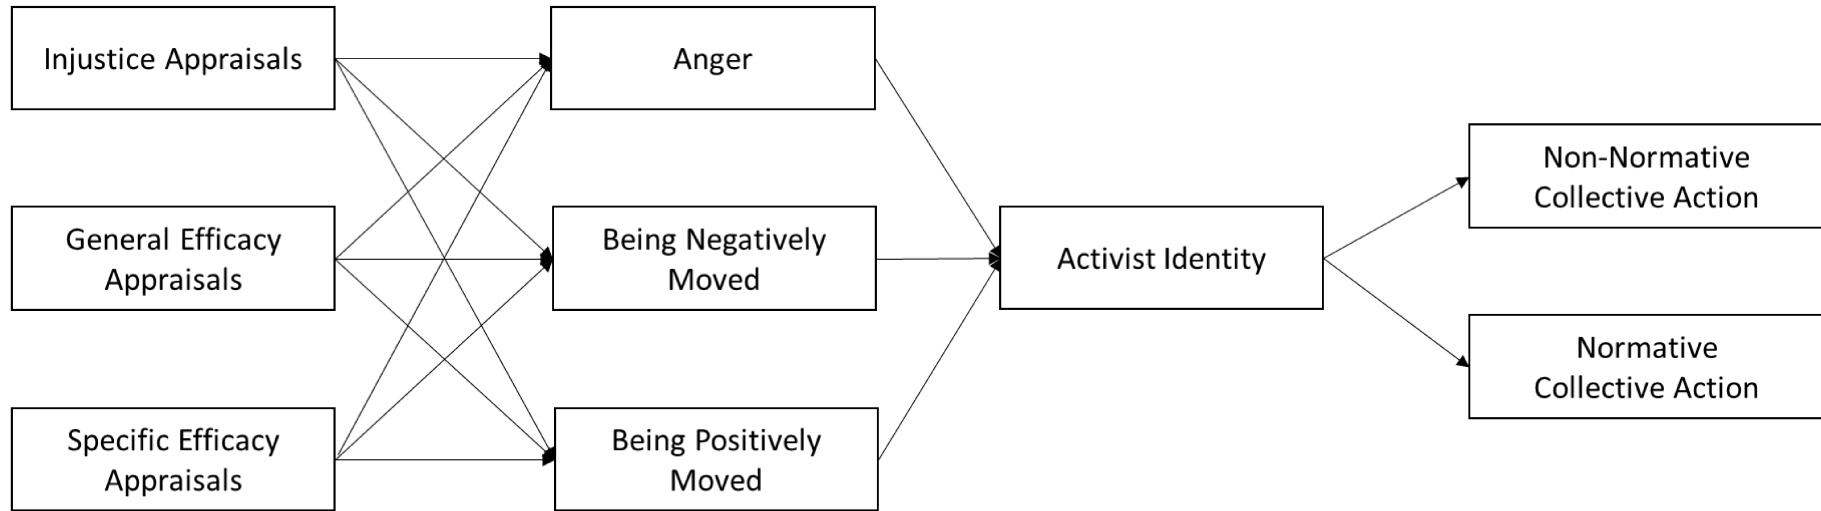 Injustice Appraisals
General Efficacy
Appraisals
Specific Efficacy
Appraisals
Anger
Being Negatively
Moved
Being Positively
Moved
Activist Identity
Non-Normative
Collective Action
Normative
Collective Action